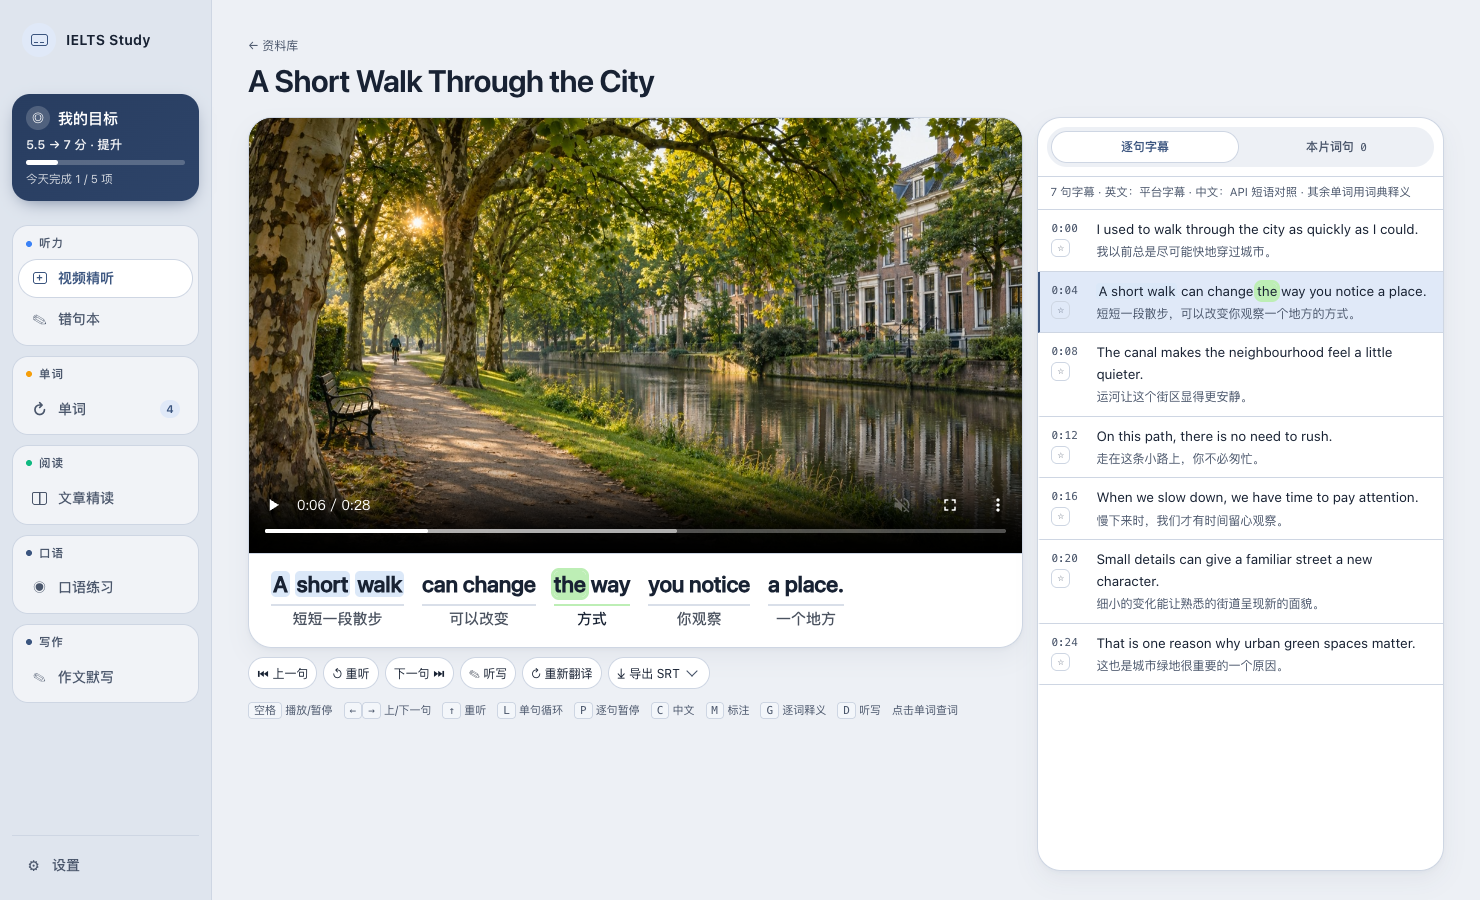 IELTS Study
我的目标
5.5 → 7 分 · 提升
今天完成 1 / 5 项
听力
视频精听
错句本
单词
单词 4
阅读
文章精读
口语
口语练习
写作
作文默写
设置
← 资料库
A Short Walk Through the City
0:06 / 0:28
A short walk can change the way you notice a place.
短短一段散步 可以改变 方式 你观察 一个地方
上一句 重听 下一句 听写 重新翻译 导出 SRT
空格 播放/暂停 ← → 上/下一句 ↑ 重听 L 单句循环 P 逐句暂停 C 中文 M 标注 G 逐词释义 D 听写 点击单词查词
逐句字幕 本片词句 0
7 句字幕 · 英文：平台字幕 · 中文：API 短语对照 · 其余单词用词典释义
0:00 I used to walk through the city as quickly as I could.
我以前总是尽可能快地穿过城市。
0:04 A short walk can change the way you notice a place.
短短一段散步，可以改变你观察一个地方的方式。
0:08 The canal makes the neighbourhood feel a little
quieter.
运河让这个街区显得更安静。
0:12 On this path, there is no need to rush.
走在这条小路上，你不必匆忙。
0:16 When we slow down, we have time to pay attention.
慢下来时，我们才有时间留心观察。
0:20 Small details can give a familiar street a new
character.
细小的变化能让熟悉的街道呈现新的面貌。
0:24 That is one reason why urban green spaces matter.
这也是城市绿地很重要的一个原因。